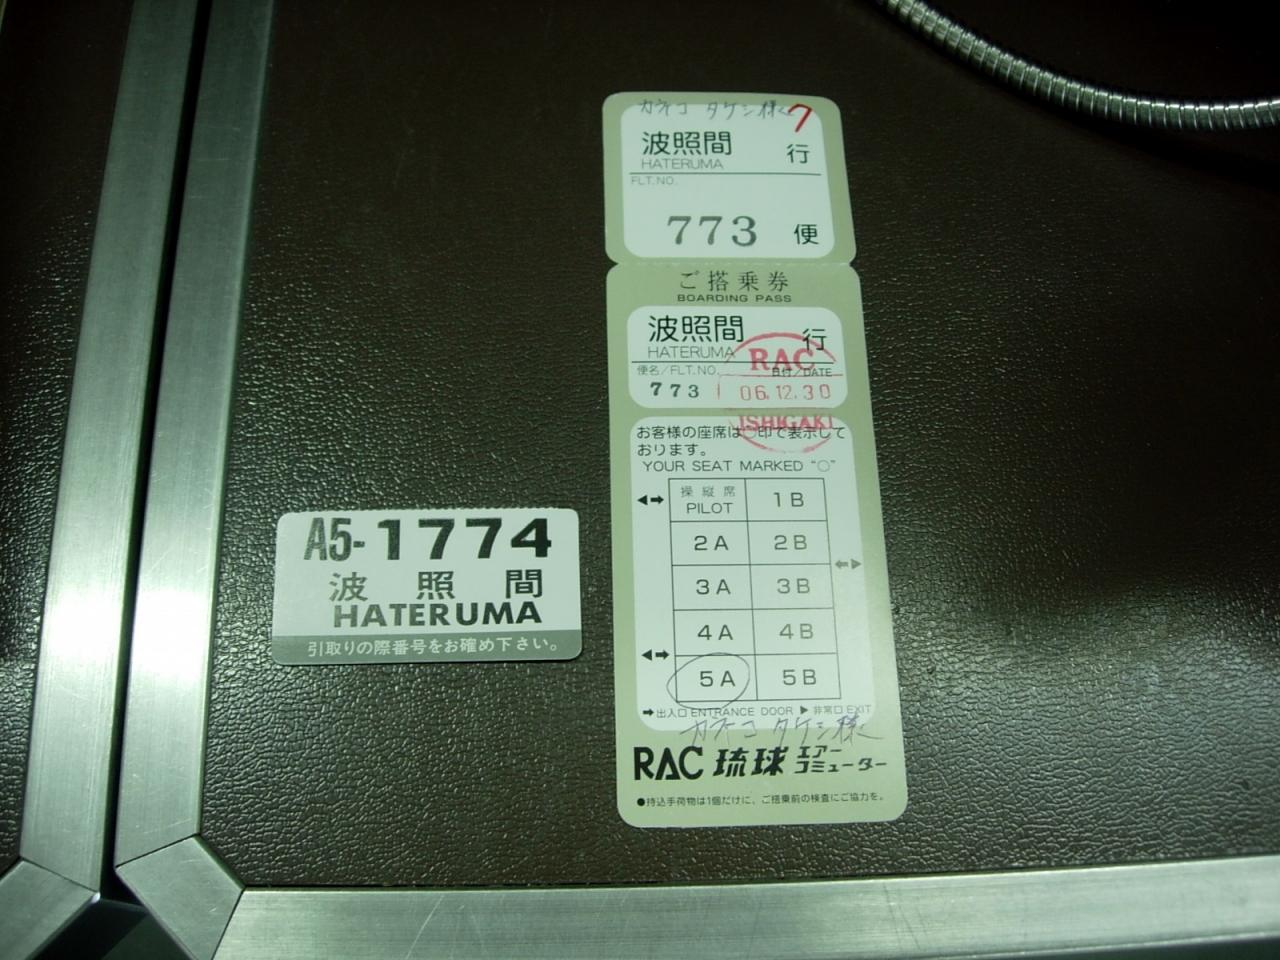 カネコ タケシ様 7
波照間 行
HATERUMA
FLT.NO.
773 便
ご搭乗券
BOARDING PASS
波照間 行
HATERUMA
便名/FLT.NO. 日付/DATE
773
RAC
06.12.30
ISHIGAKI
お客様の座席は○印で表示して
おります。
YOUR SEAT MARKED "○"
操縦席
PILOT 1B
2A 2B
3A 3B
4A 4B
5A 5B
➡出入口 ENTRANCE DOOR ▶ 非常口 EXIT
カネコ タケシ様
RAC 琉球 エアー
コミューター
●持込手荷物は1個だけに、ご搭乗前の検査にご協力を。
A5-1774
波照間
HATERUMA
引取りの際番号をお確め下さい。